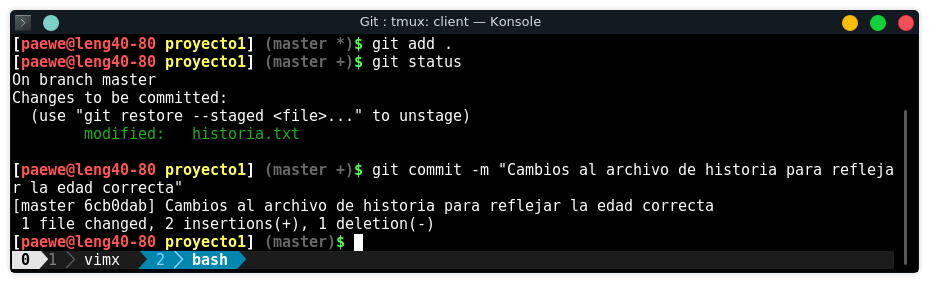 Git : tmux: client — Konsole
[paewe@leng40-80 proyecto1] (master *)$ git add .
[paewe@leng40-80 proyecto1] (master +)$ git status
On branch master
Changes to be committed:
  (use "git restore --staged <file>..." to unstage)
        modified:   historia.txt
[paewe@leng40-80 proyecto1] (master +)$ git commit -m "Cambios al archivo de historia para refleja
r la edad correcta"
[master 6cb0dab] Cambios al archivo de historia para reflejar la edad correcta
 1 file changed, 2 insertions(+), 1 deletion(-)
[paewe@leng40-80 proyecto1] (master)$
0 1 vimx 2 bash